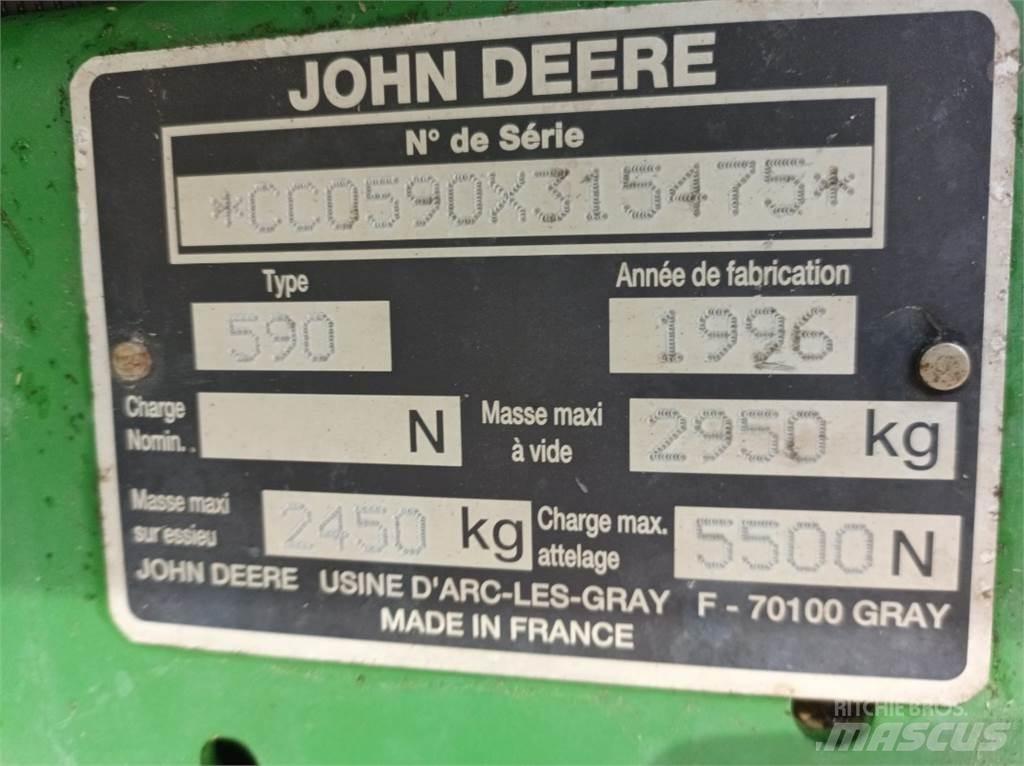 JOHN DEERE
N° de Série
*CC0590X315475*
Type
590
Année de fabrication
1996
Charge Nomin.
N
Masse maxi à vide
2950 kg
Masse maxi sur essieu
2450 kg
Charge max. attelage
5500 N
JOHN DEERE USINE D'ARC-LES-GRAY F - 70100 GRAY
MADE IN FRANCE
RITCHIE BROS.
MASCUS